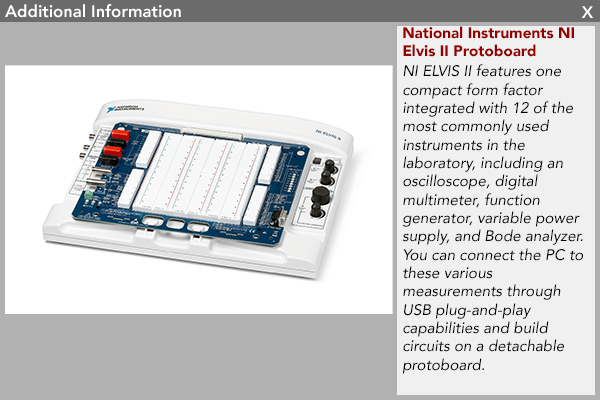 Additional Information X
National Instruments NI
Elvis II Protoboard
NI ELVIS II features one
compact form factor
integrated with 12 of the
most commonly used
instruments in the
laboratory, including an
oscilloscope, digital
multimeter, function
generator, variable power
supply, and Bode analyzer.
You can connect the PC to
these various
measurements through
USB plug-and-play
capabilities and build
circuits on a detachable
protoboard.
NATIONAL
INSTRUMENTS
NI ELVIS II